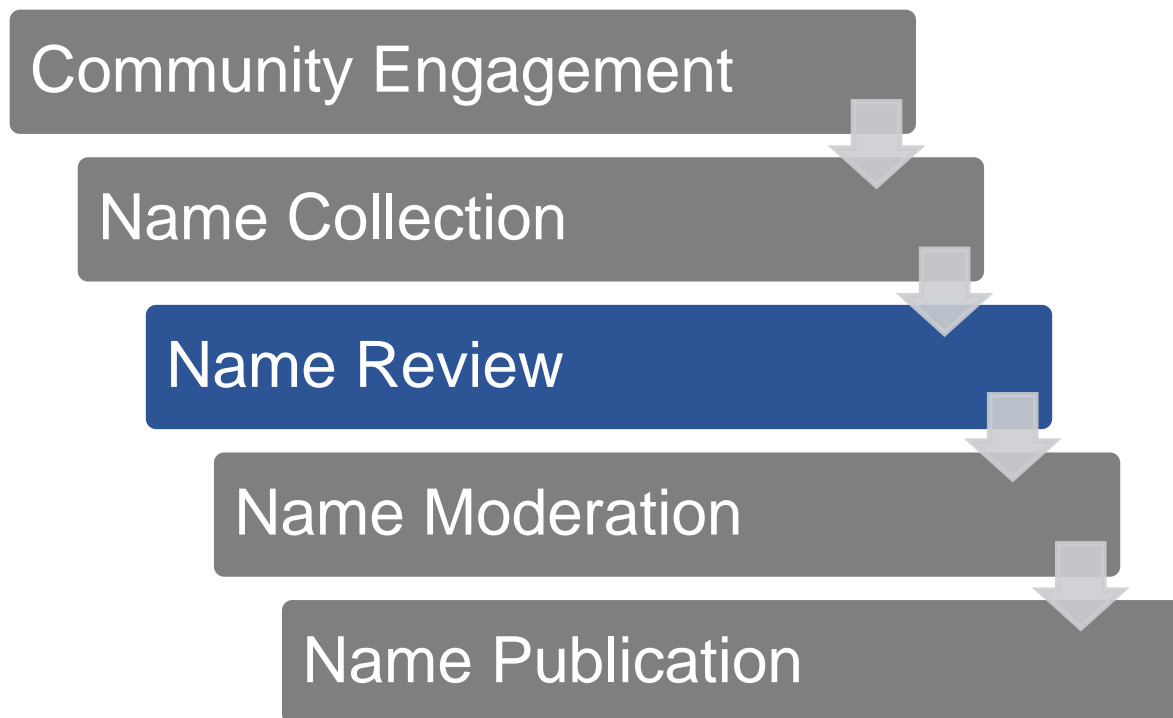 Community Engagement
Name Collection
Name Review
Name Moderation
Name Publication